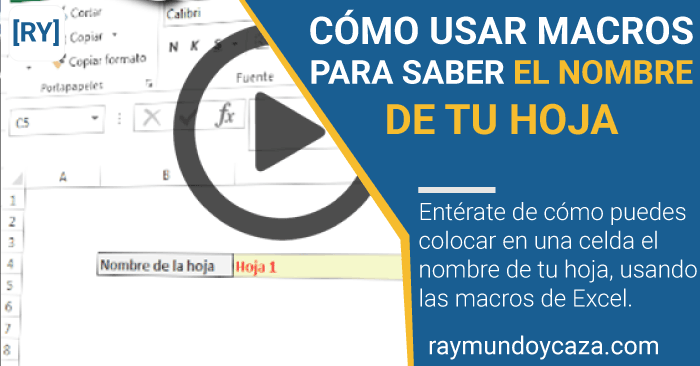 [RY]
Cortar
Copiar
Copiar formato
Portapapeles
Calibri
N K S
Fuente
C5
fx
A
B
1
2
3
4
Nombre de la hoja
Hoja 1
5
6
7
8
CÓMO USAR MACROS
PARA SABER EL NOMBRE
DE TU HOJA
Entérate de cómo puedes
colocar en una celda el
nombre de tu hoja, usando
las macros de Excel.
raymundoycaza.com